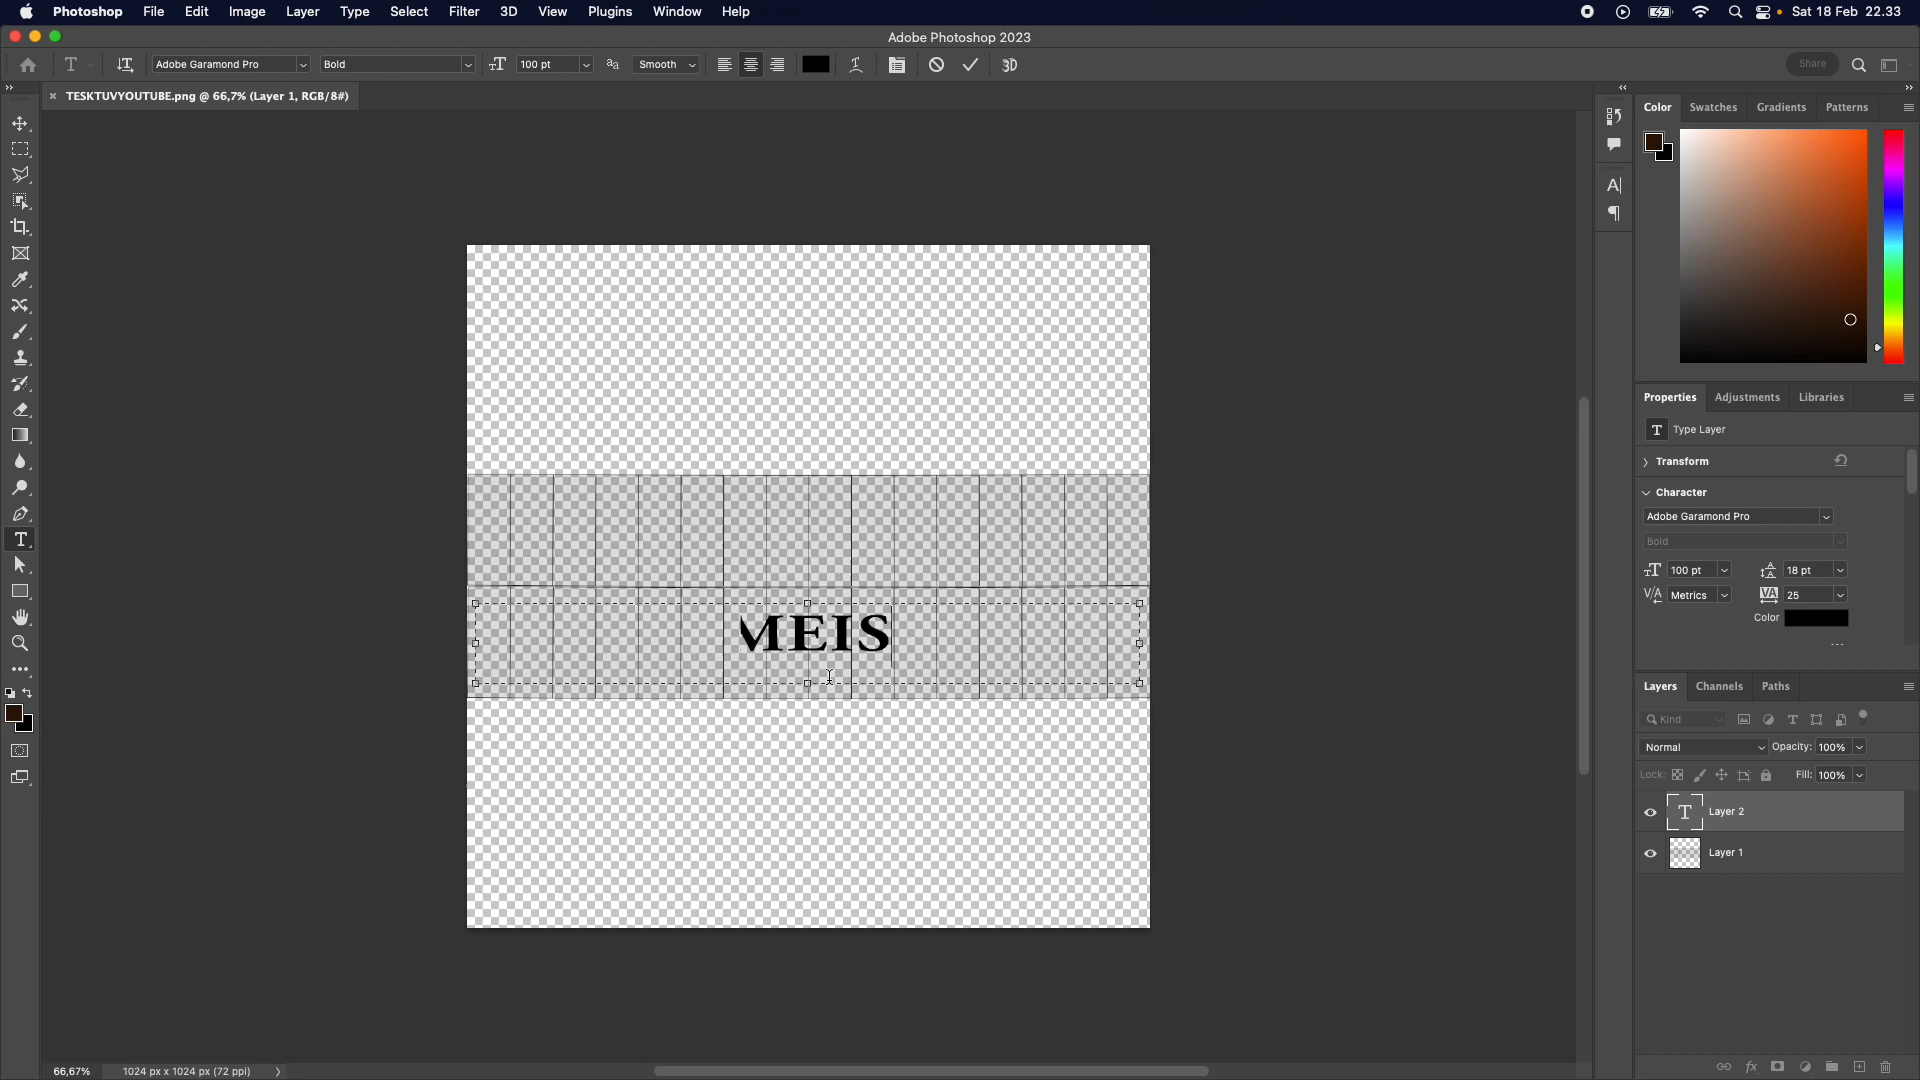 Photoshop File Edit Image Layer Type Select Filter 3D View Plugins Window Help Sat 18 Feb 22.33
Adobe Photoshop 2023
Adobe Garamond Pro Bold 100 pt Smooth 3D Share
TESKTUVYOUTUBE.png @ 66,7% (Layer 1, RGB/8#)
Color Swatches Gradients Patterns
Properties Adjustments Libraries
T Type Layer
Transform
Character
Adobe Garamond Pro
Bold
100 pt 18 pt
Metrics 25
Color
MEIS
Layers Channels Paths
Kind
Normal Opacity: 100%
Lock: Fill: 100%
T Layer 2
Layer 1
66,67% 1024 px x 1024 px (72 ppi)